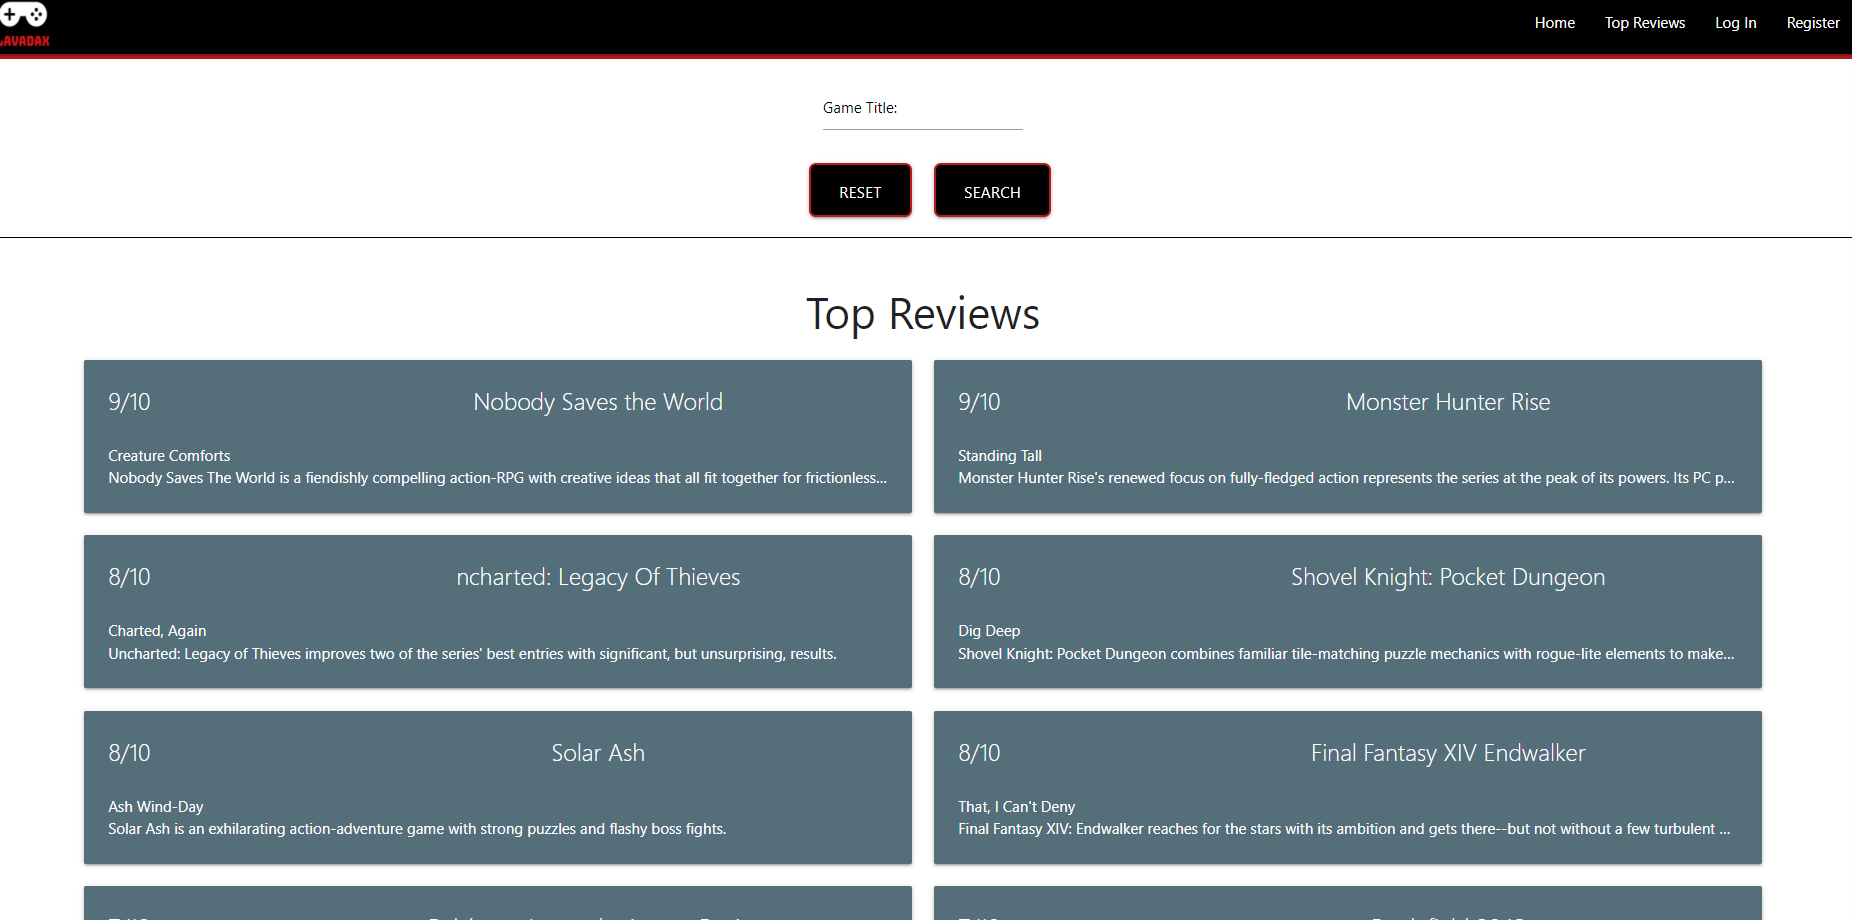 LAVADAX
Home
Top Reviews
Log In
Register
Game Title:
RESET
SEARCH
Top Reviews
9/10
Nobody Saves the World
Creature Comforts
Nobody Saves The World is a fiendishly compelling action-RPG with creative ideas that all fit together for frictionless...
9/10
Monster Hunter Rise
Standing Tall
Monster Hunter Rise's renewed focus on fully-fledged action represents the series at the peak of its powers. Its PC p...
8/10
ncharted: Legacy Of Thieves
Charted, Again
Uncharted: Legacy of Thieves improves two of the series' best entries with significant, but unsurprising, results.
8/10
Shovel Knight: Pocket Dungeon
Dig Deep
Shovel Knight: Pocket Dungeon combines familiar tile-matching puzzle mechanics with rogue-lite elements to make...
8/10
Solar Ash
Ash Wind-Day
Solar Ash is an exhilarating action-adventure game with strong puzzles and flashy boss fights.
8/10
Final Fantasy XIV Endwalker
That, I Can't Deny
Final Fantasy XIV: Endwalker reaches for the stars with its ambition and gets there--but not without a few turbulent ...